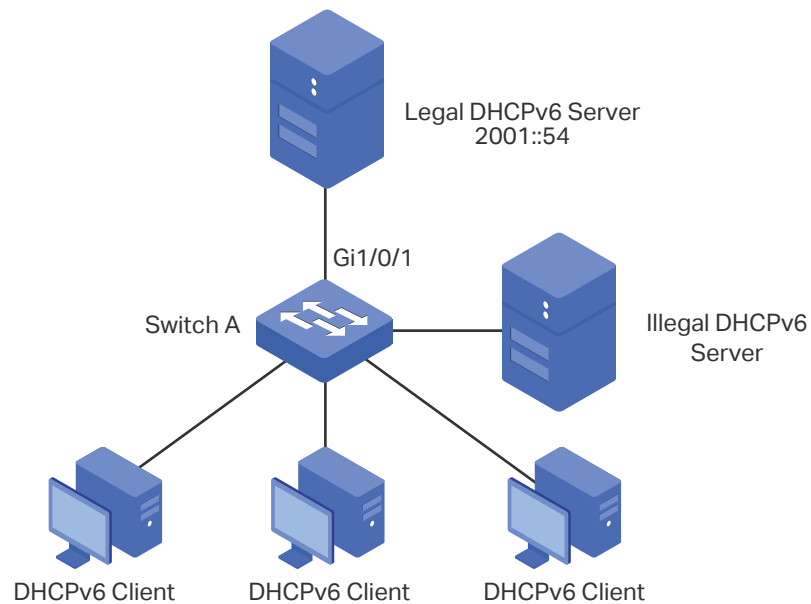 Legal DHCPv6 Server
2001::54
Gi1/0/1
Switch A
Illegal DHCPv6
Server
DHCPv6 Client
DHCPv6 Client
DHCPv6 Client